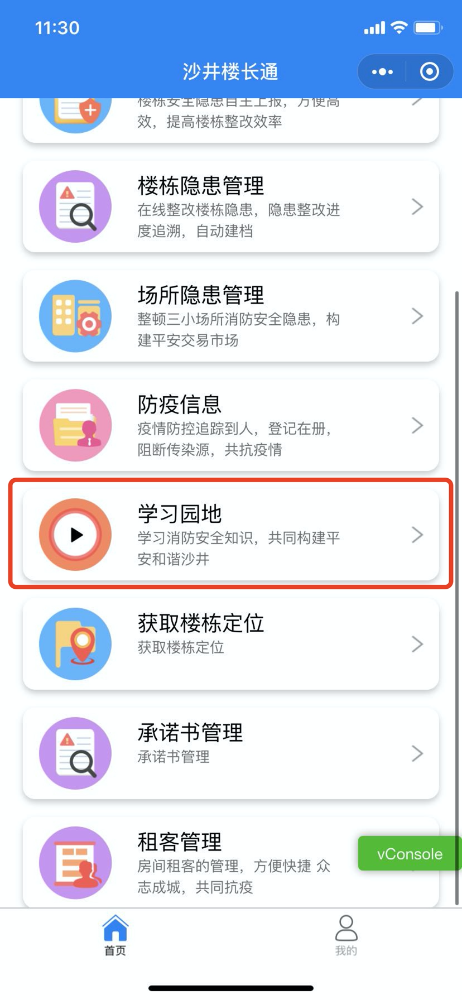 11:30
沙井楼长通
楼栋安全隐患自主上报，方便高
效，提高楼栋整改效率
楼栋隐患管理
在线整改楼栋隐患，隐患整改进
度追溯，自动建档
场所隐患管理
整顿三小场所消防安全隐患，构
建平安交易市场
防疫信息
疫情防控追踪到人，登记在册，
阻断传染源，共抗疫情
学习园地
学习消防安全知识，共同构建平
安和谐沙井
获取楼栋定位
获取楼栋定位
承诺书管理
承诺书管理
租客管理
房间租客的管理，方便快捷 众
志成城，共同抗疫
vConsole
首页
我的